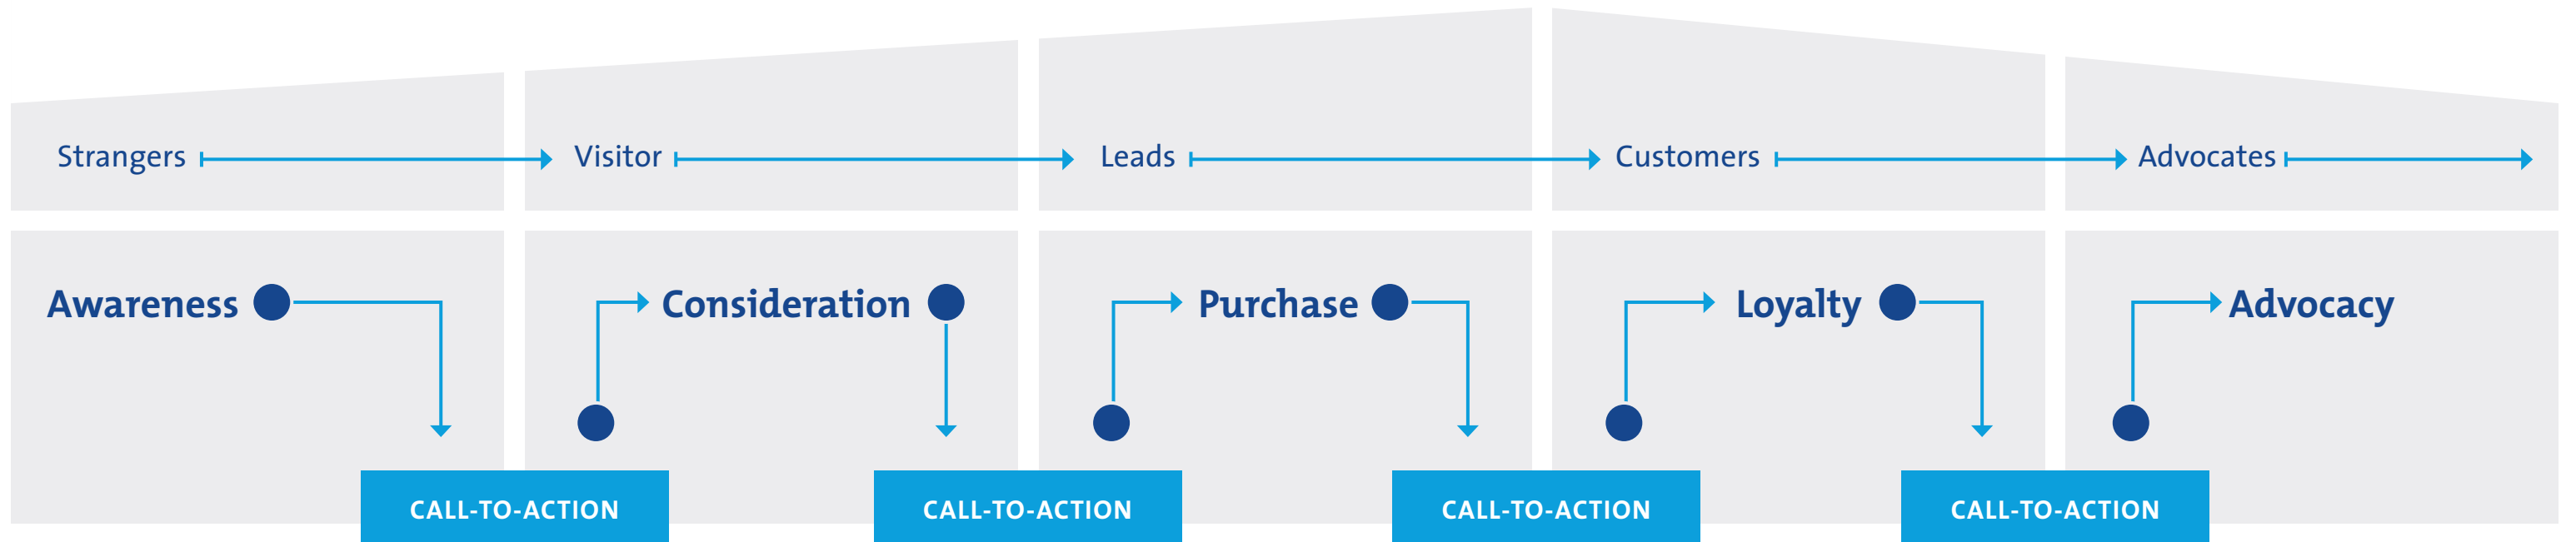 Strangers
Visitor
Leads
Customers
Advocates
Awareness
Consideration
Purchase
Loyalty
Advocacy
CALL-TO-ACTION
CALL-TO-ACTION
CALL-TO-ACTION
CALL-TO-ACTION